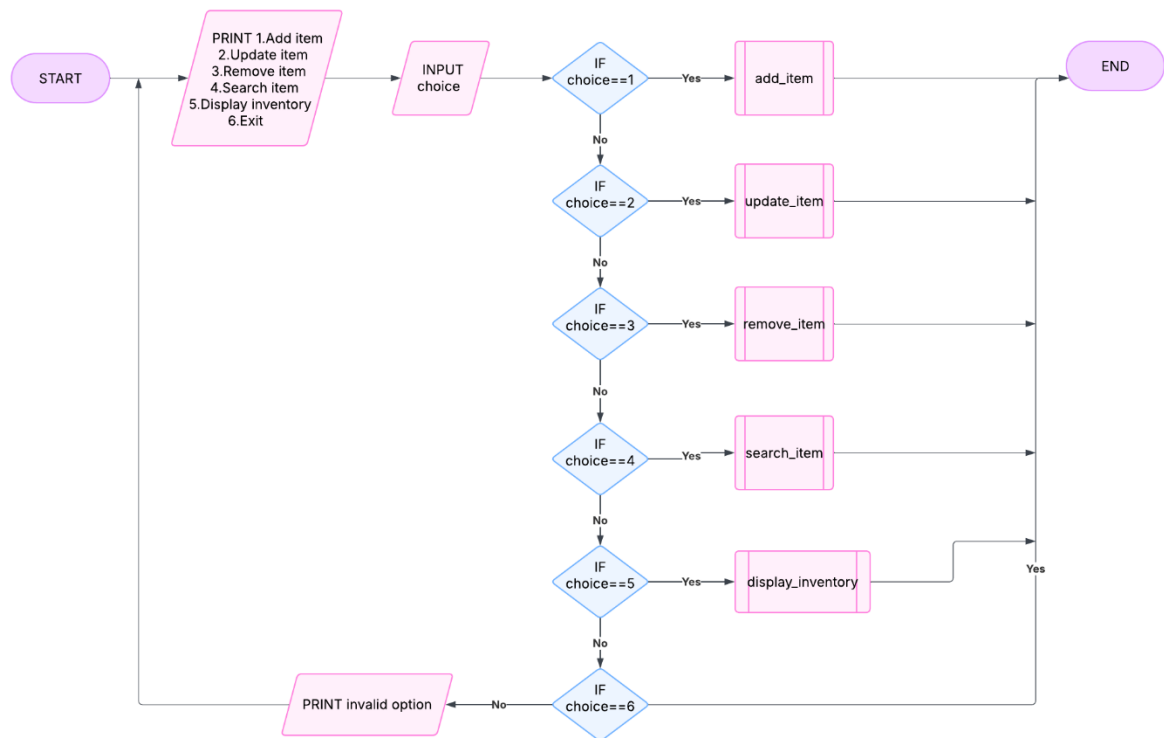 START
PRINT 1.Add item
2.Update item
3.Remove item
4.Search item
5.Display inventory
6.Exit
INPUT
choice
IF
choice==1
Yes
add_item
END
No
IF
choice==2
Yes
update_item
No
IF
choice==3
Yes
remove_item
No
IF
choice==4
Yes
search_item
No
IF
choice==5
Yes
display_inventory
Yes
No
IF
choice==6
No
PRINT invalid option